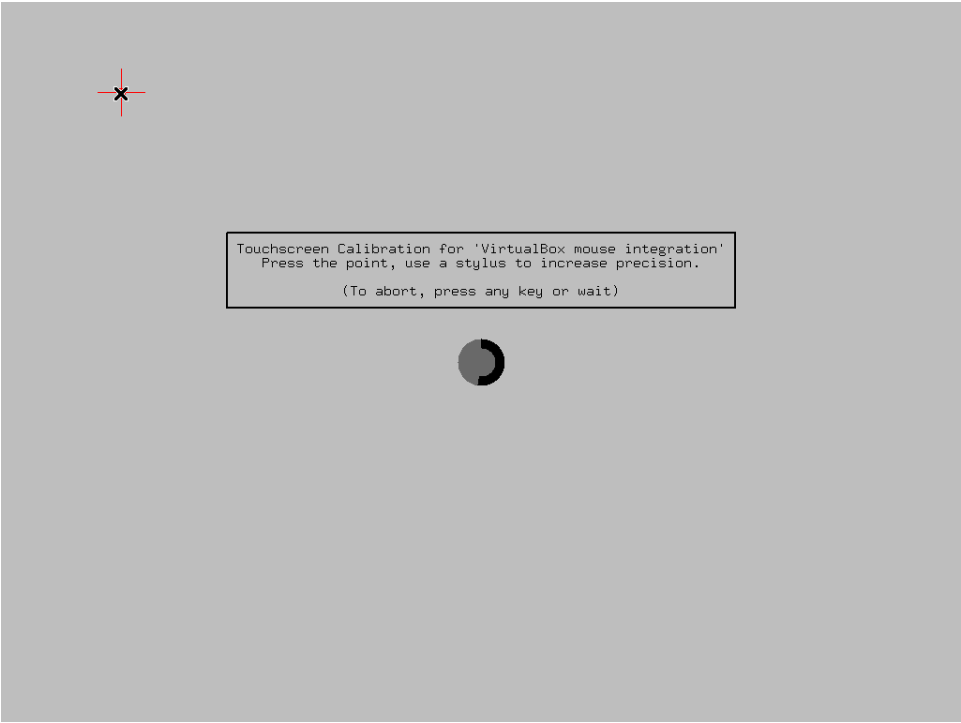 Touchscreen Calibration for 'VirtualBox mouse integration'
Press the point, use a stylus to increase precision.
(To abort, press any key or wait)